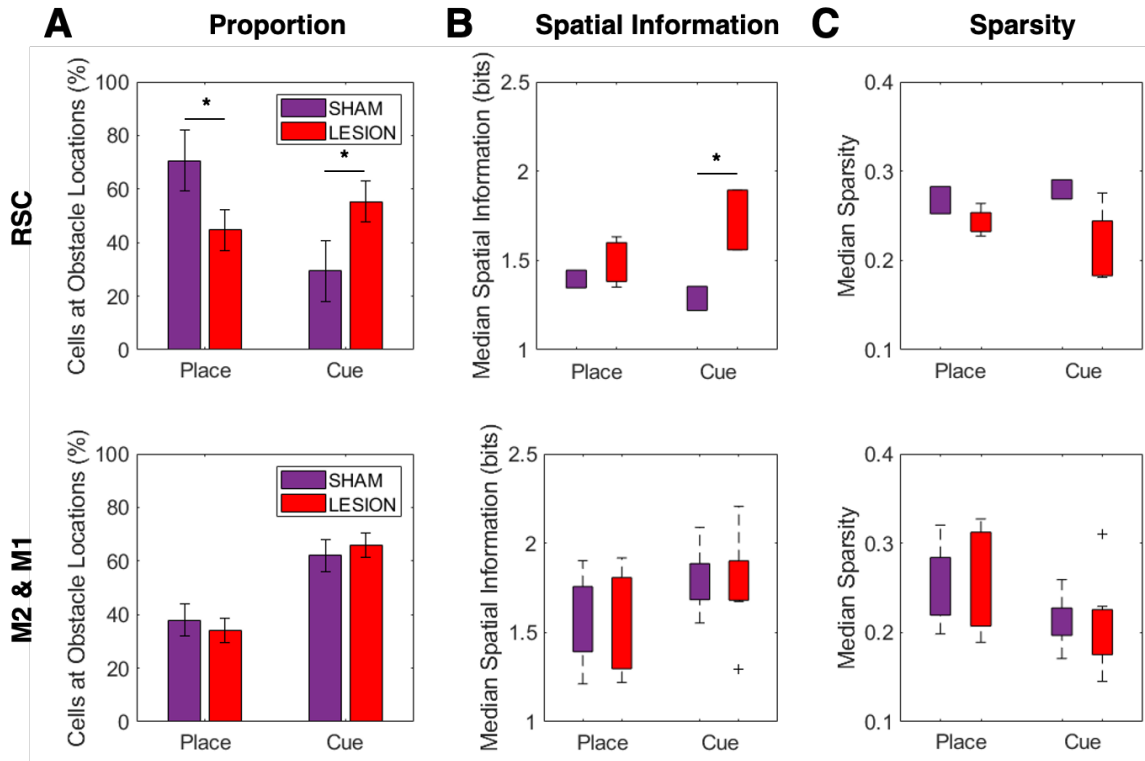 A Proportion B Spatial Information C Sparsity
RSC
Cells at Obstacle Locations (%)
100
80
60
40
20
0
* *
SHAM
LESION
Place Cue
Median Spatial Information (bits)
2.5
2
1.5
1
*
Place Cue
Median Sparsity
0.4
0.3
0.2
0.1
Place Cue
M2 & M1
Cells at Obstacle Locations (%)
100
80
60
40
20
0
SHAM
LESION
Place Cue
Median Spatial Information (bits)
2.5
2
1.5
1
Place Cue
Median Sparsity
0.4
0.3
0.2
0.1
Place Cue